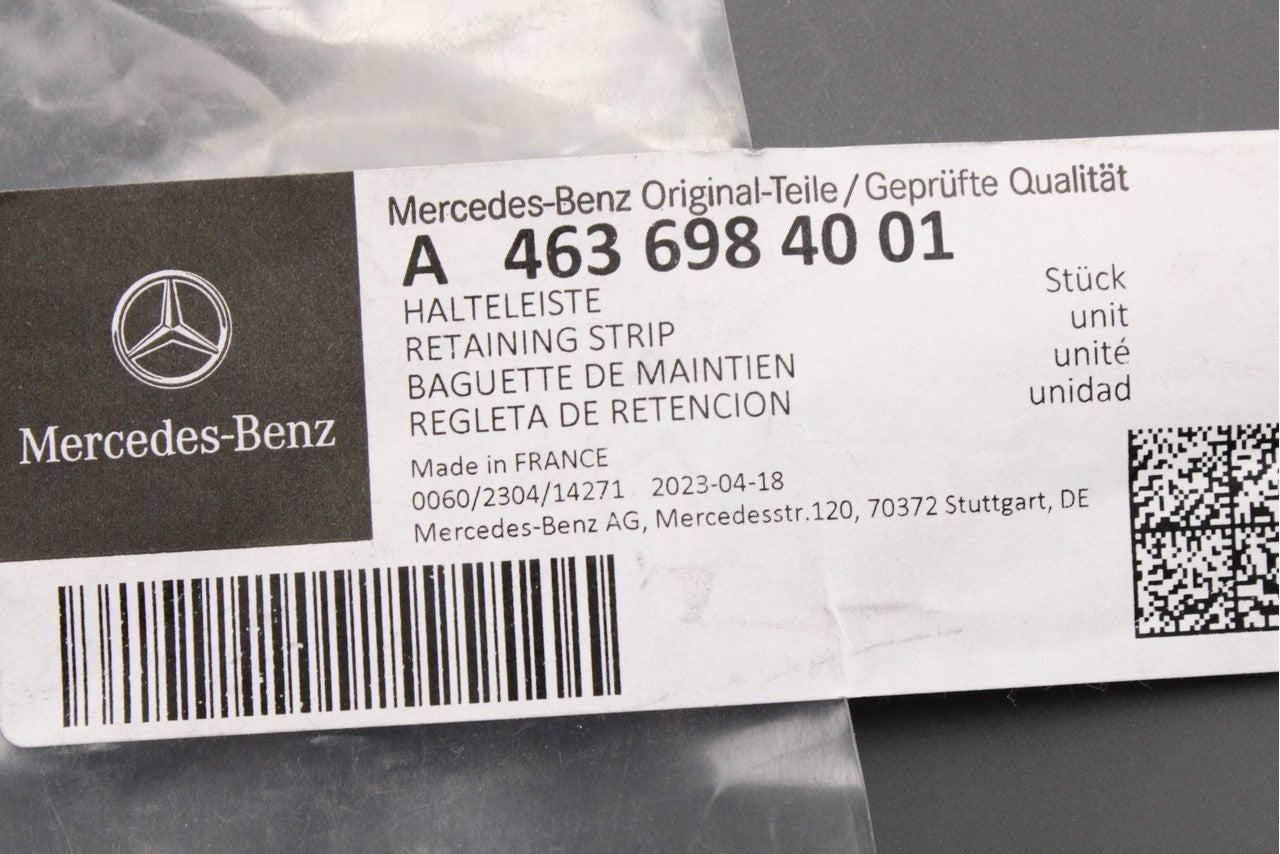 Mercedes-Benz
Mercedes-Benz Original-Teile/Geprüfte Qualität
A 463 698 40 01
HALTELEISTE
RETAINING STRIP
BAGUETTE DE MAINTIEN
REGLETA DE RETENCION
Stück
unit
unité
unidad
Made in FRANCE
0060/2304/14271 2023-04-18
Mercedes-Benz AG, Mercedesstr.120, 70372 Stuttgart, DE